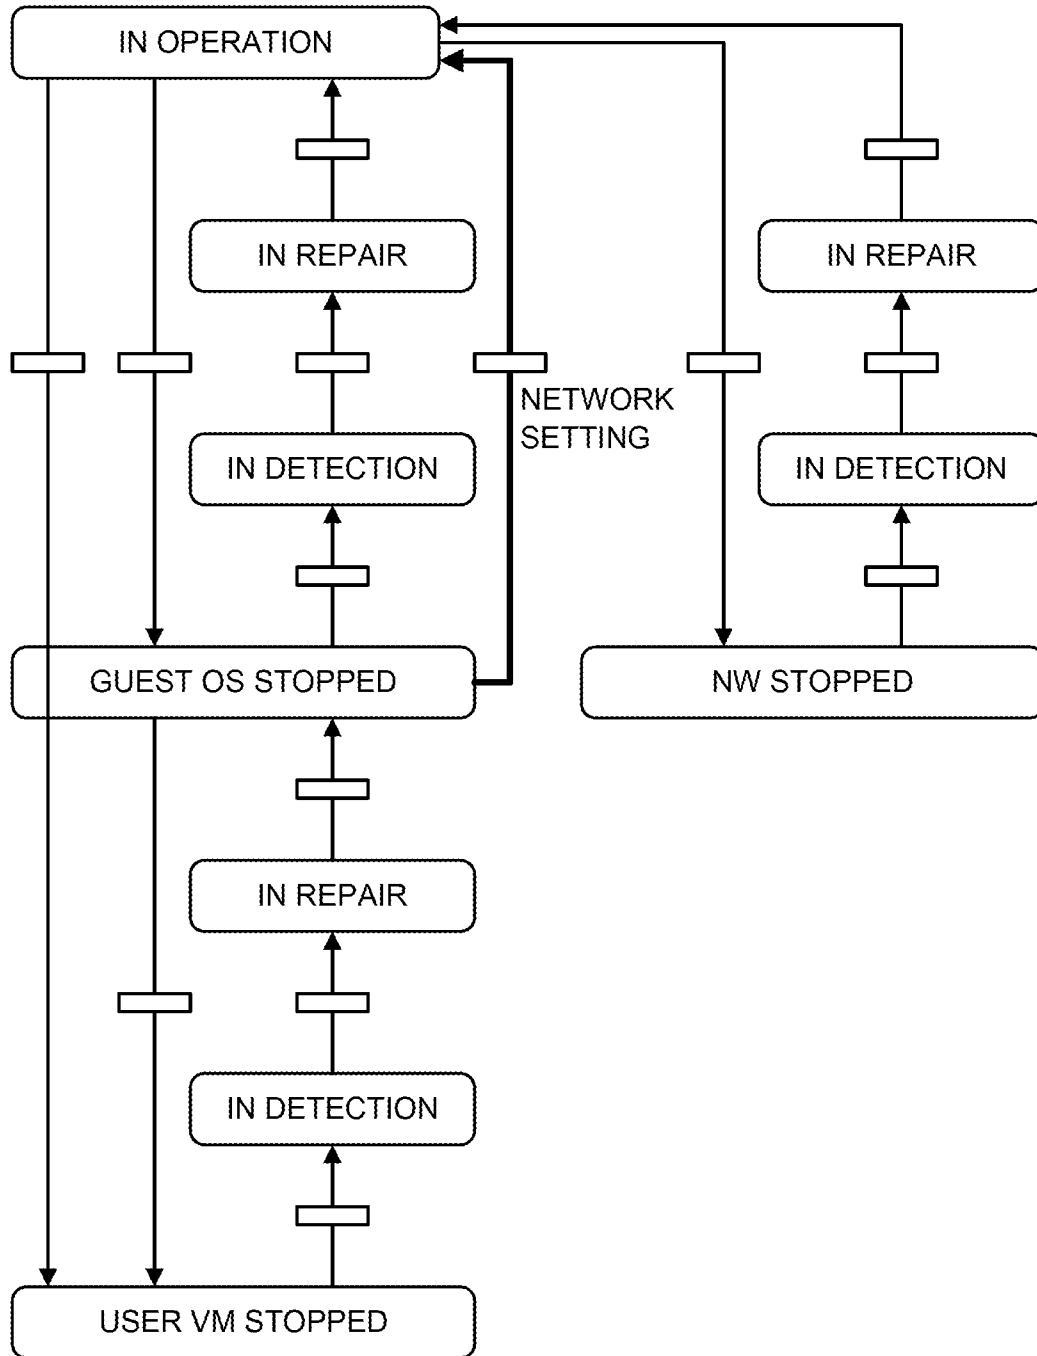 IN OPERATION
IN REPAIR
IN REPAIR
NETWORK
SETTING
IN DETECTION
IN DETECTION
GUEST OS STOPPED
NW STOPPED
IN REPAIR
IN DETECTION
USER VM STOPPED